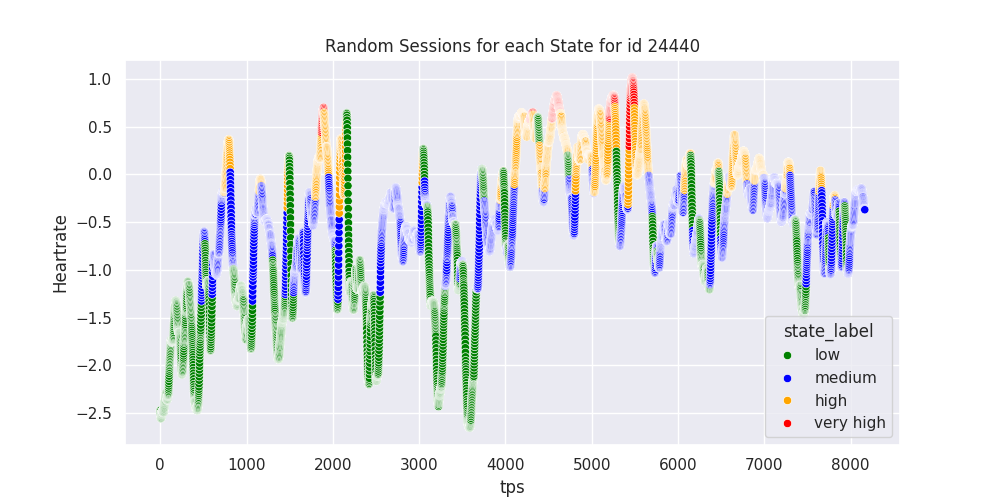 Random Sessions for each State for id 24440
Heartrate
1.0
0.5
0.0
−0.5
−1.0
−1.5
−2.0
−2.5
0 1000 2000 3000 4000 5000 6000 7000 8000
tps
state_label
low
medium
high
very high